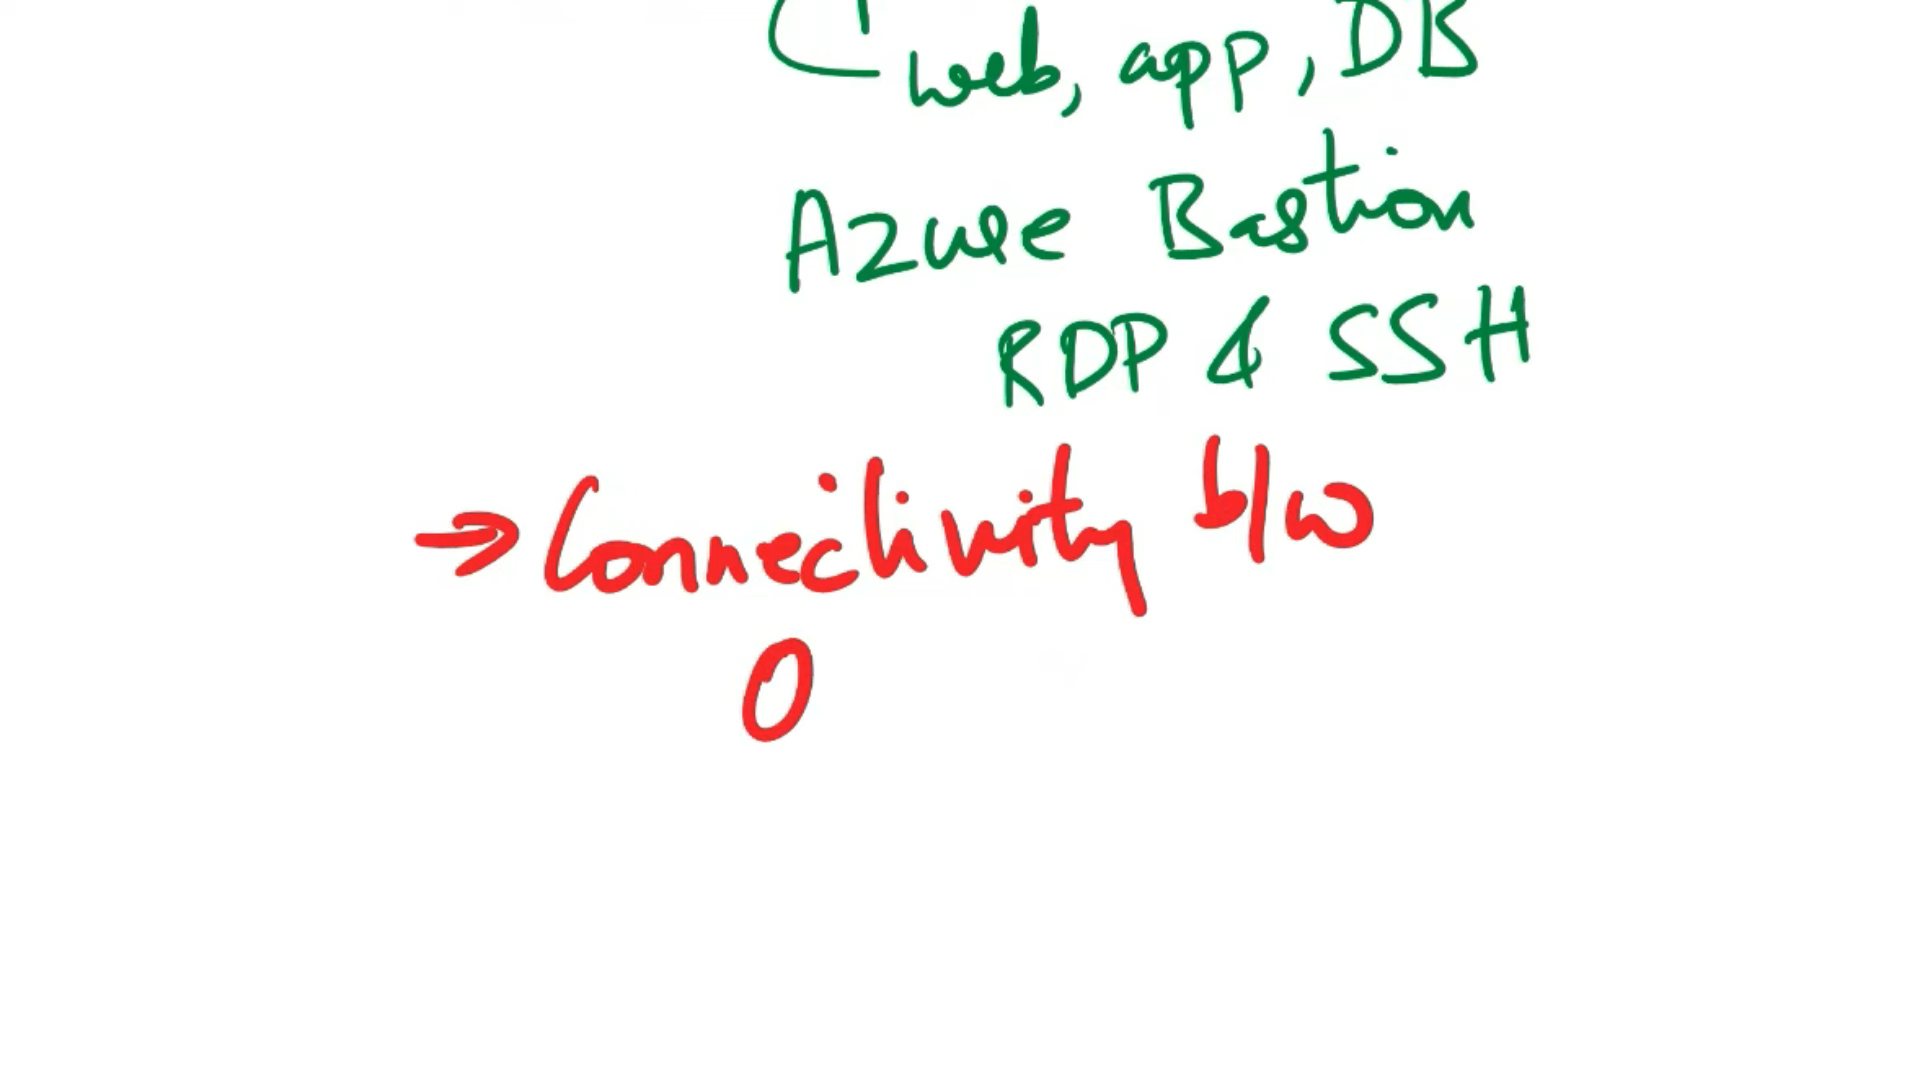 web, app, DB
Azure Bastion
RDP & SSH
→ Connectivity b/w
O